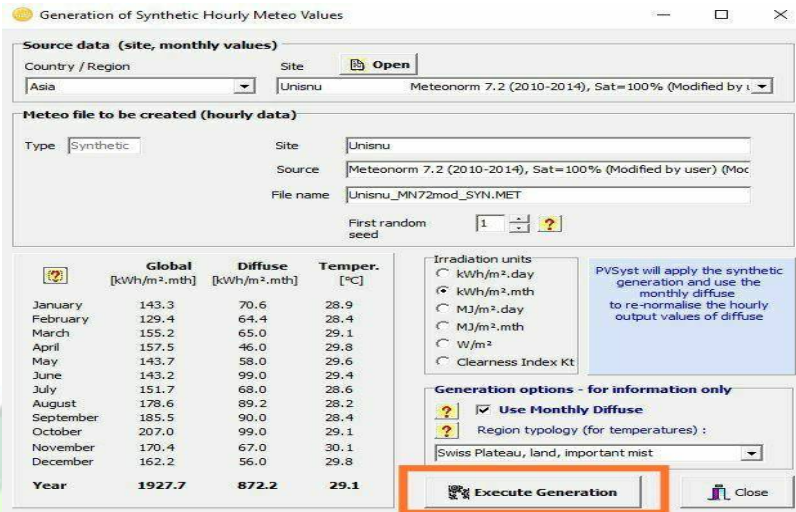 Generation of Synthetic Hourly Meteo Values
Source data (site, monthly values)
Country / Region Site Open
Asia Unisnu Meteonorm 7.2 (2010-2014), Sat=100% (Modified by
Meteo file to be created (hourly data)
Type Synthetic Site Unisnu
Source Meteonorm 7.2 (2010-2014), Sat=100% (Modified by user) (Moc
File name Unisnu_MN72mod_SYN.MET
First random seed 1 ?
? Global Diffuse Temper.
[kWh/m².mth] [kWh/m².mth] [°C]
January 143.3 70.6 28.9
February 129.4 64.4 28.4
March 155.2 65.0 29.1
April 157.5 46.0 29.8
May 143.7 58.0 29.6
June 143.2 99.0 29.4
July 151.7 68.0 28.6
August 178.6 89.2 28.2
September 185.5 90.0 28.4
October 207.0 99.0 29.1
November 170.4 67.0 30.1
December 162.2 56.0 29.8
Year 1927.7 872.2 29.1
Irradiation units
kWh/m².day
kWh/m².mth
MJ/m².day
MJ/m².mth
W/m²
Clearness Index Kt
PVSyst will apply the synthetic
generation and use the
monthly diffuse
to re-normalise the hourly
output values of diffuse
Generation options - for information only
? Use Monthly Diffuse
? Region typology (for temperatures) :
Swiss Plateau, land, important mist
Execute Generation Close